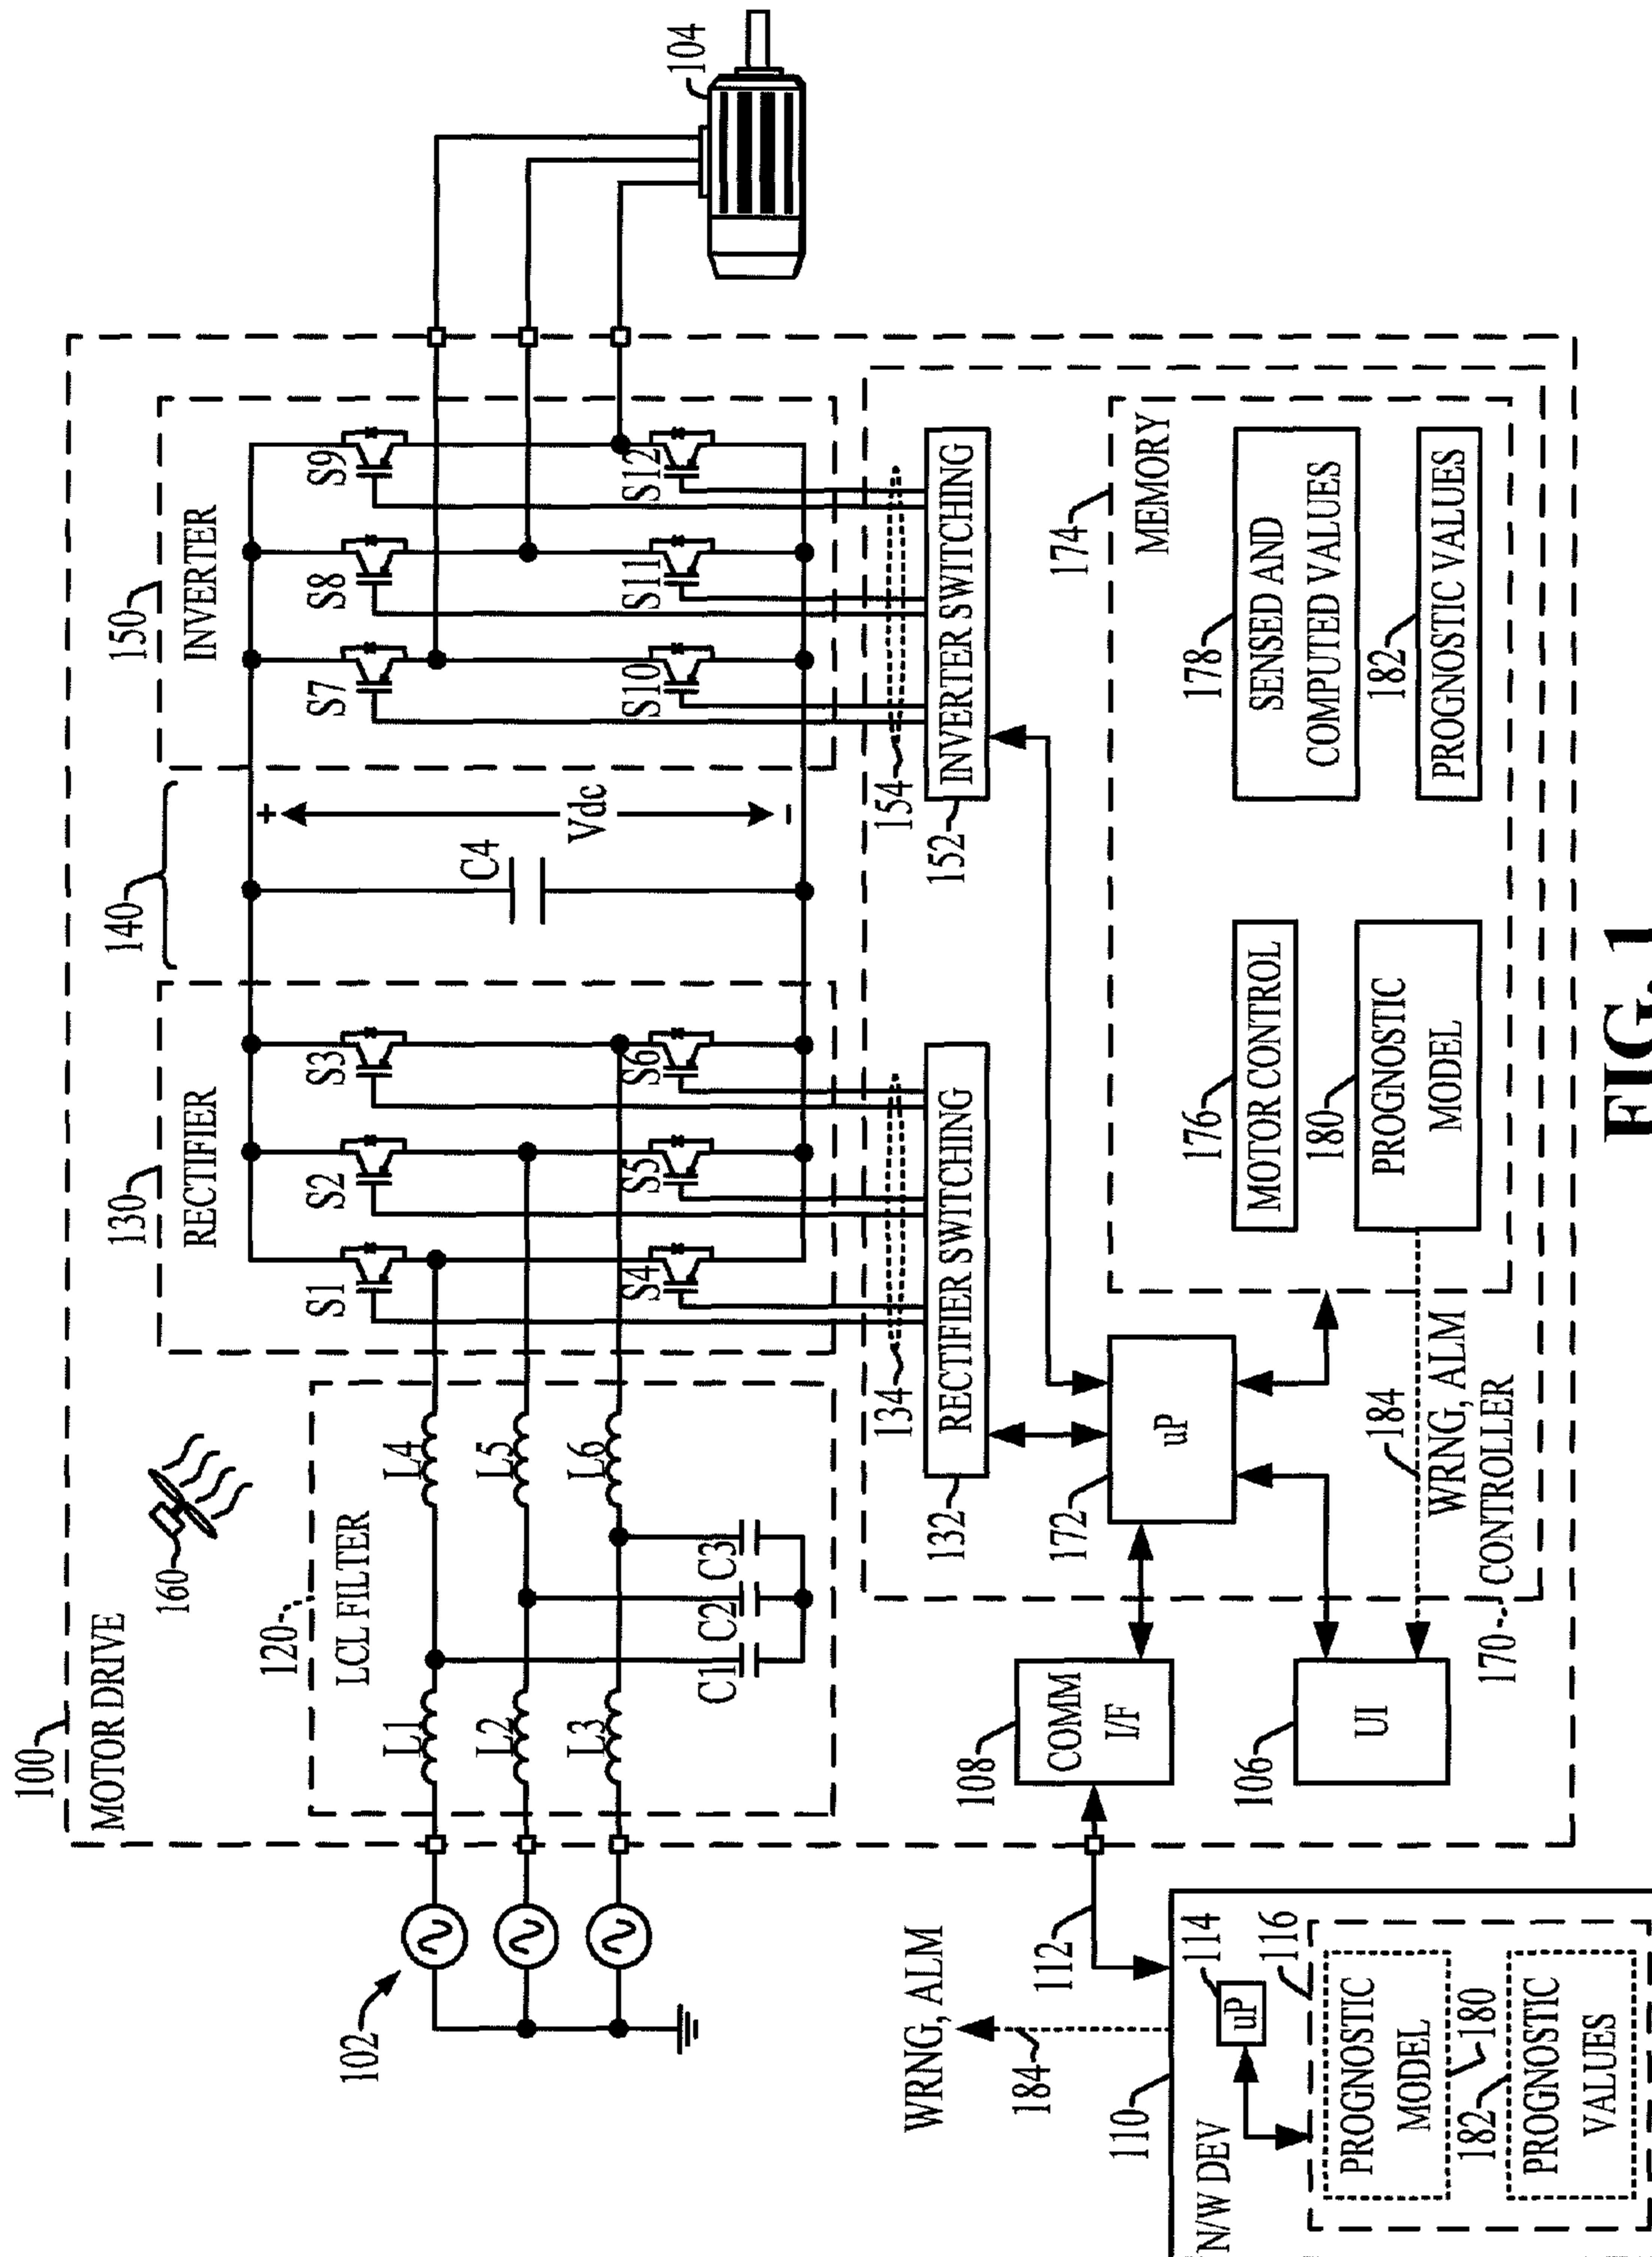 100
MOTOR DRIVE
160
102
120
LCL FILTER
L1
L2
L3
L4
L5
L6
C1
C2
C3
130
RECTIFIER
S1
S2
S3
S4
S5
S6
140
C4
+
Vdc
-
150
INVERTER
S7
S8
S9
S10
S11
S12
104
134
RECTIFIER SWITCHING
132
154
INVERTER SWITCHING
152
172
uP
174
MEMORY
176
MOTOR CONTROL
178
SENSED AND
COMPUTED VALUES
180
PROGNOSTIC
MODEL
182
PROGNOSTIC VALUES
184
WRNG, ALM
170
CONTROLLER
108
COMM
I/F
106
UI
112
WRNG, ALM
184
110
N/W DEV
114
uP
116
PROGNOSTIC
MODEL
180
182
PROGNOSTIC
VALUES
FIG. 1